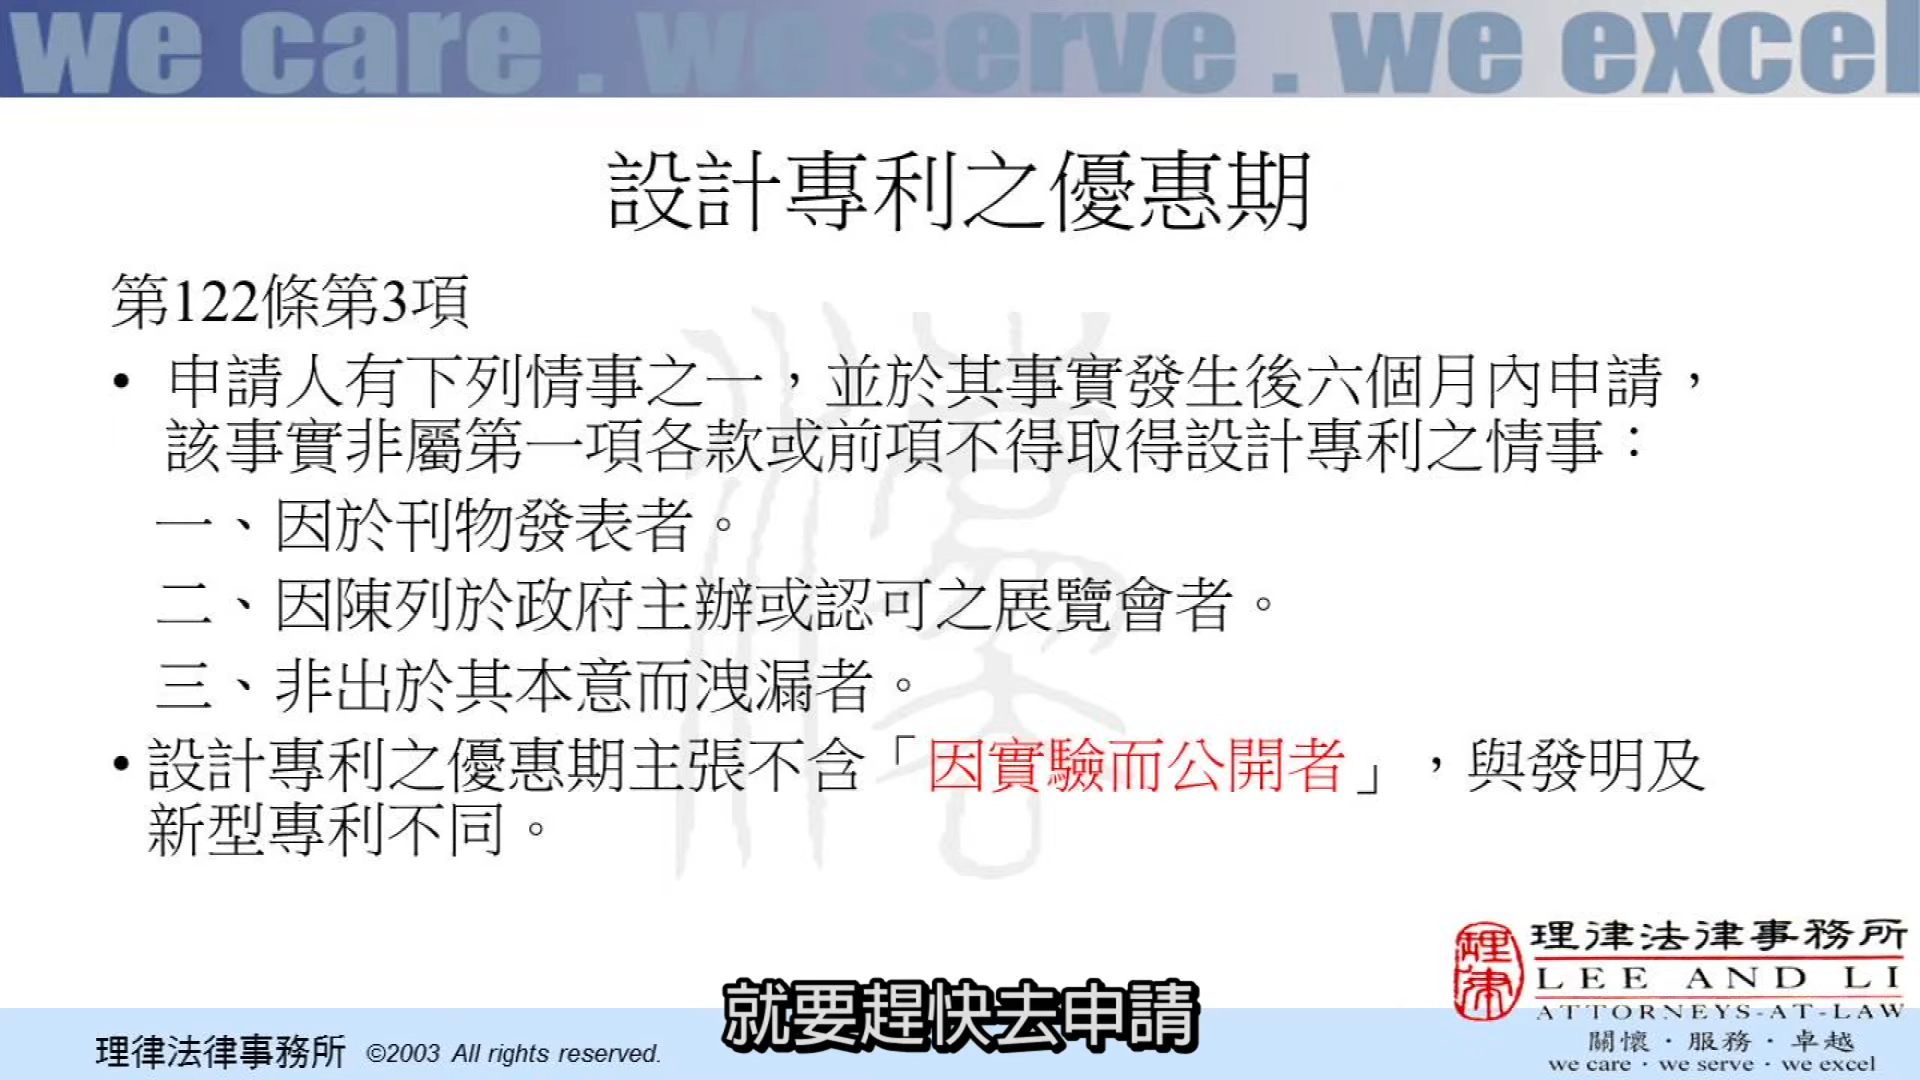 we care . we serve . we excel
設計專利之優惠期
第122條第3項
• 申請人有下列情事之一，並於其事實發生後六個月內申請，
該事實非屬第一項各款或前項不得取得設計專利之情事：
一、因於刊物發表者。
二、因陳列於政府主辦或認可之展覽會者。
三、非出於其本意而洩漏者。
• 設計專利之優惠期主張不含「因實驗而公開者」，與發明及
新型專利不同。
理律
理律法律事務所
LEE AND LI
ATTORNEYS-AT-LAW
關懷・服務・卓越
we care · we serve · we excel
就要趕快去申請
理律法律事務所 ©2003 All rights reserved.